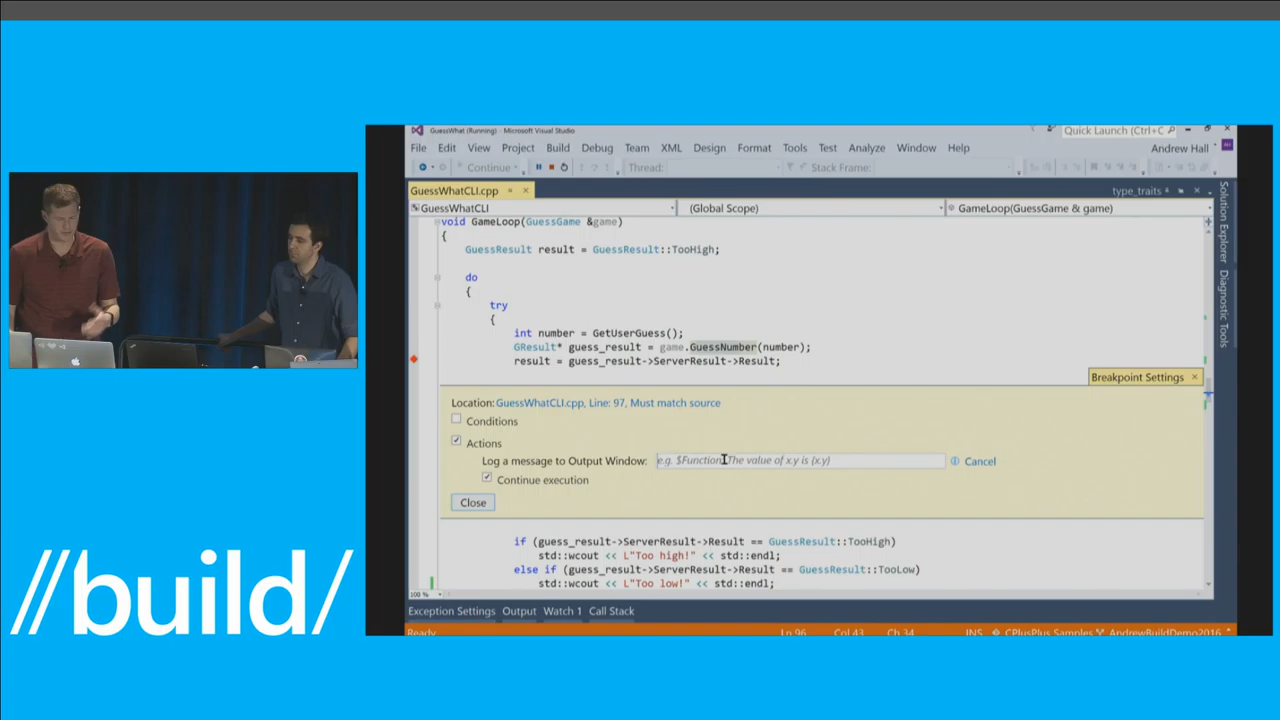 GuessWhat (Running) - Microsoft Visual Studio
Quick Launch (Ctrl+C
File Edit View Project Build Debug Team XML Design Format Tools Test Analyze Window Help
Andrew Hall
Continue Thread: Stack Frame:
GuessWhatCLI.cpp
type_traits
GuessWhatCLI (Global Scope) GameLoop(GuessGame & game)
void GameLoop(GuessGame &game)
{
GuessResult result = GuessResult::TooHigh;
do
{
try
{
int number = GetUserGuess();
GResult* guess_result = game.GuessNumber(number);
result = guess_result->ServerResult->Result;
Breakpoint Settings
Location: GuessWhatCLI.cpp, Line: 97, Must match source
Conditions
Actions
Log a message to Output Window: e.g. $Function: The value of x.y is {x.y} Cancel
Continue execution
Close
if (guess_result->ServerResult->Result == GuessResult::TooHigh)
std::wcout << L"Too high!" << std::endl;
else if (guess_result->ServerResult->Result == GuessResult::TooLow)
std::wcout << L"Too low!" << std::endl;
100 %
Exception Settings Output Watch 1 Call Stack
Ready Ln 96 Col 43 Ch 34 INS CPlusPlus Samples AndrewBuildDemo2016
Solution Explorer
Diagnostic Tools
//build/